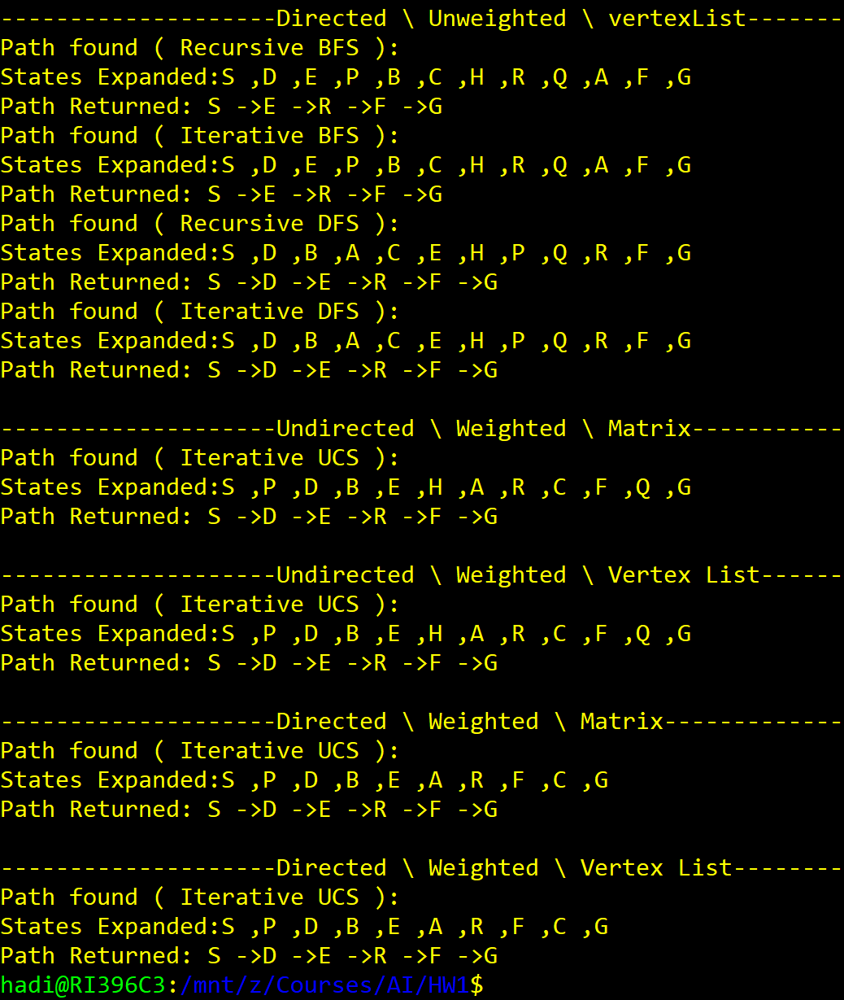 --------------------Directed \ Unweighted \ vertexList-------
Path found ( Recursive BFS ):
States Expanded:S ,D ,E ,P ,B ,C ,H ,R ,Q ,A ,F ,G
Path Returned: S ->E ->R ->F ->G
Path found ( Iterative BFS ):
States Expanded:S ,D ,E ,P ,B ,C ,H ,R ,Q ,A ,F ,G
Path Returned: S ->E ->R ->F ->G
Path found ( Recursive DFS ):
States Expanded:S ,D ,B ,A ,C ,E ,H ,P ,Q ,R ,F ,G
Path Returned: S ->D ->E ->R ->F ->G
Path found ( Iterative DFS ):
States Expanded:S ,D ,B ,A ,C ,E ,H ,P ,Q ,R ,F ,G
Path Returned: S ->D ->E ->R ->F ->G

--------------------Undirected \ Weighted \ Matrix-----------
Path found ( Iterative UCS ):
States Expanded:S ,P ,D ,B ,E ,H ,A ,R ,C ,F ,Q ,G
Path Returned: S ->D ->E ->R ->F ->G

--------------------Undirected \ Weighted \ Vertex List------
Path found ( Iterative UCS ):
States Expanded:S ,P ,D ,B ,E ,H ,A ,R ,C ,F ,Q ,G
Path Returned: S ->D ->E ->R ->F ->G

--------------------Directed \ Weighted \ Matrix-------------
Path found ( Iterative UCS ):
States Expanded:S ,P ,D ,B ,E ,A ,R ,F ,C ,G
Path Returned: S ->D ->E ->R ->F ->G

--------------------Directed \ Weighted \ Vertex List--------
Path found ( Iterative UCS ):
States Expanded:S ,P ,D ,B ,E ,A ,R ,F ,C ,G
Path Returned: S ->D ->E ->R ->F ->G
hadi@RI396C3:/mnt/z/Courses/AI/HW1$